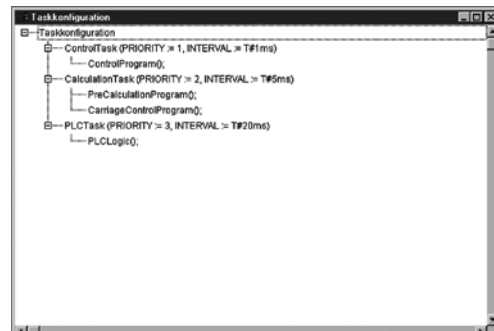 Taskkonfiguration
Taskkonfiguration
ControlTask (PRIORITY := 1, INTERVAL := T#1ms)
ControlProgram();
CalculationTask (PRIORITY := 2, INTERVAL := T#5ms)
PreCalculationProgram();
CarriageControlProgram();
PLCTask (PRIORITY := 3, INTERVAL := T#20ms)
PLCLogic();